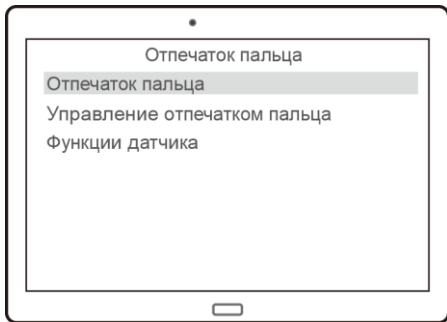 Отпечаток пальца
Отпечаток пальца
Управление отпечатком пальца
Функции датчика